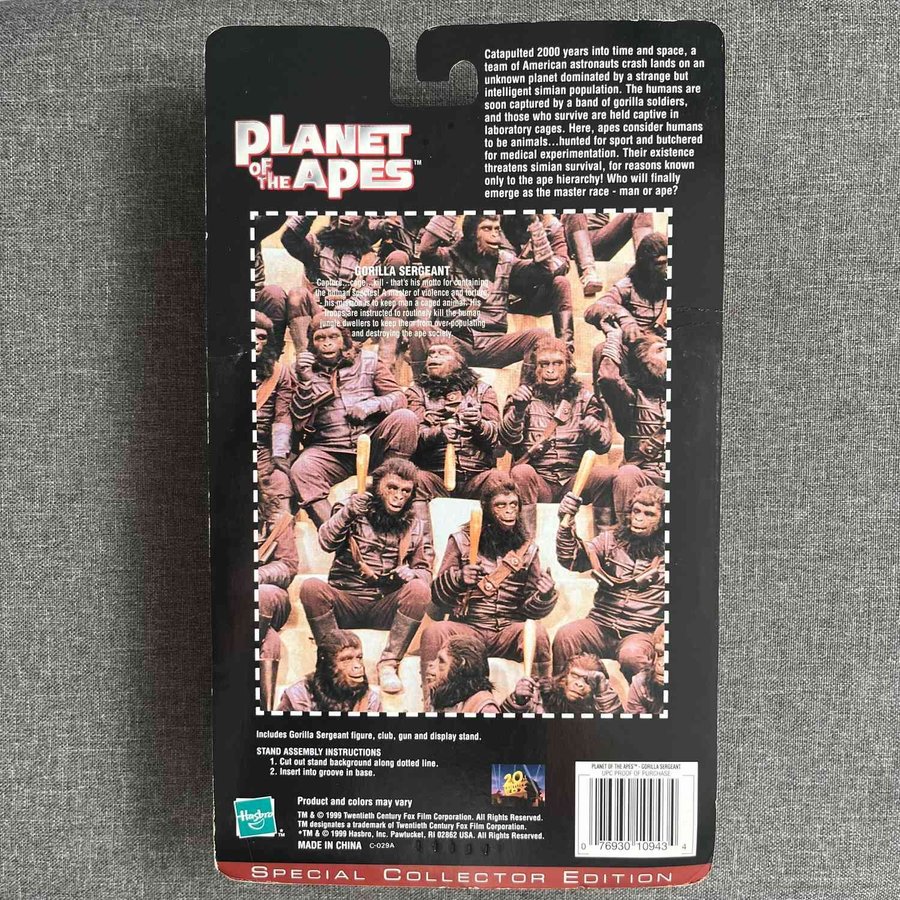 Catapulted 2000 years into time and space, a
team of American astronauts crash lands on an
unknown planet dominated by a strange but
intelligent simian population. The humans are
soon captured by a band of gorilla soldiers,
and those who survive are held captive in
laboratory cages. Here, apes consider humans
to be animals...hunted for sport and butchered
for medical experimentation. Their existence
threatens simian survival, for reasons known
only to the ape hierarchy! Who will finally
emerge as the master race - man or ape?
PLANET
OF THE APES™
GORILLA SERGEANT
Capture...cage...kill - that's his motto for containing
the human species! A master of violence and torture
- his mission is to keep man a caged animal. His
troops are instructed to routinely kill the human
jungle dwellers to keep them from over-populating
and destroying the ape society.
Includes Gorilla Sergeant figure, club, gun and display stand.
STAND ASSEMBLY INSTRUCTIONS
1. Cut out stand background along dotted line.
2. Insert into groove in base.
Product and colors may vary
TM & © 1999 Twentieth Century Fox Film Corporation. All Rights Reserved.
TM designates a trademark of Twentieth Century Fox Film Corporation.
*TM & © 1999 Hasbro, Inc. Pawtucket, RI 02862 USA. All Rights Reserved.
MADE IN CHINA C-029A
Hasbro *™
20th CENTURY FOX
PLANET OF THE APES™ - GORILLA SERGEANT
UPC PROOF OF PURCHASE
0 76930 10943 4
SPECIAL COLLECTOR EDITION